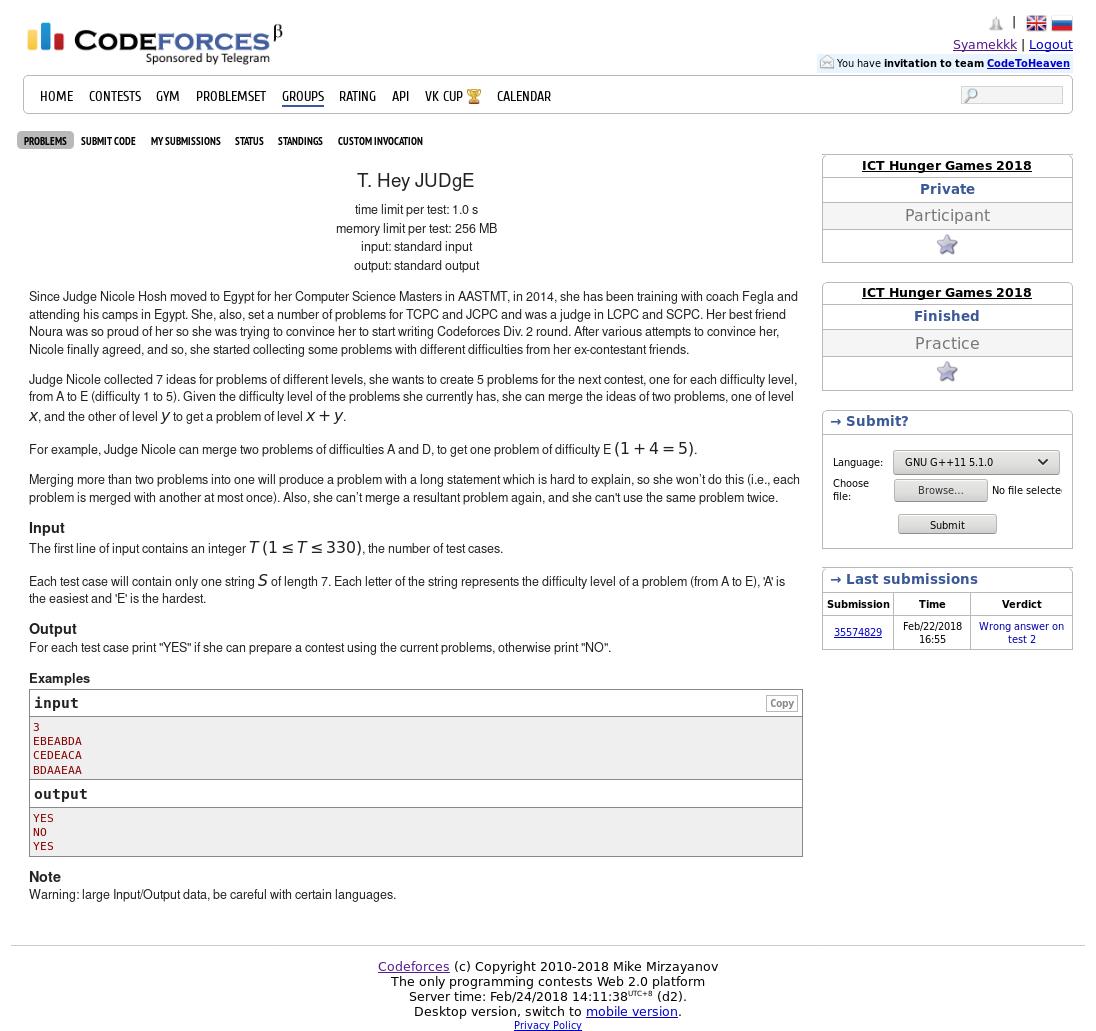 CODEFORCES β
Sponsored by Telegram
|
Syamekkk | Logout
You have invitation to team CodeToHeaven
HOME CONTESTS GYM PROBLEMSET GROUPS RATING API VK CUP CALENDAR
PROBLEMS SUBMIT CODE MY SUBMISSIONS STATUS STANDINGS CUSTOM INVOCATION
T. Hey JUDgE
time limit per test: 1.0 s
memory limit per test: 256 MB
input: standard input
output: standard output
Since Judge Nicole Hosh moved to Egypt for her Computer Science Masters in AASTMT, in 2014, she has been training with coach Fegla and
attending his camps in Egypt. She, also, set a number of problems for TCPC and JCPC and was a judge in LCPC and SCPC. Her best friend
Noura was so proud of her so she was trying to convince her to start writing Codeforces Div. 2 round. After various attempts to convince her,
Nicole finally agreed, and so, she started collecting some problems with different difficulties from her ex-contestant friends.
Judge Nicole collected 7 ideas for problems of different levels, she wants to create 5 problems for the next contest, one for each difficulty level,
from A to E (difficulty 1 to 5). Given the difficulty level of the problems she currently has, she can merge the ideas of two problems, one of level
x, and the other of level y to get a problem of level x + y.
For example, Judge Nicole can merge two problems of difficulties A and D, to get one problem of difficulty E (1 + 4 = 5).
Merging more than two problems into one will produce a problem with a long statement which is hard to explain, so she won't do this (i.e., each
problem is merged with another at most once). Also, she can't merge a resultant problem again, and she can't use the same problem twice.
Input
The first line of input contains an integer T (1 ≤ T ≤ 330), the number of test cases.
Each test case will contain only one string S of length 7. Each letter of the string represents the difficulty level of a problem (from A to E), 'A' is
the easiest and 'E' is the hardest.
Output
For each test case print "YES" if she can prepare a contest using the current problems, otherwise print "NO".
Examples
input
Copy
3
EBEABDA
CEDEACA
BDAAEAA
output
YES
NO
YES
Note
Warning: large Input/Output data, be careful with certain languages.
ICT Hunger Games 2018
Private
Participant
ICT Hunger Games 2018
Finished
Practice
→ Submit?
Language: GNU G++11 5.1.0
Choose
file: Browse... No file selecte
Submit
→ Last submissions
Submission Time Verdict
35574829 Feb/22/2018 16:55 Wrong answer on test 2
Codeforces (c) Copyright 2010-2018 Mike Mirzayanov
The only programming contests Web 2.0 platform
Server time: Feb/24/2018 14:11:38UTC+8 (d2).
Desktop version, switch to mobile version.
Privacy Policy